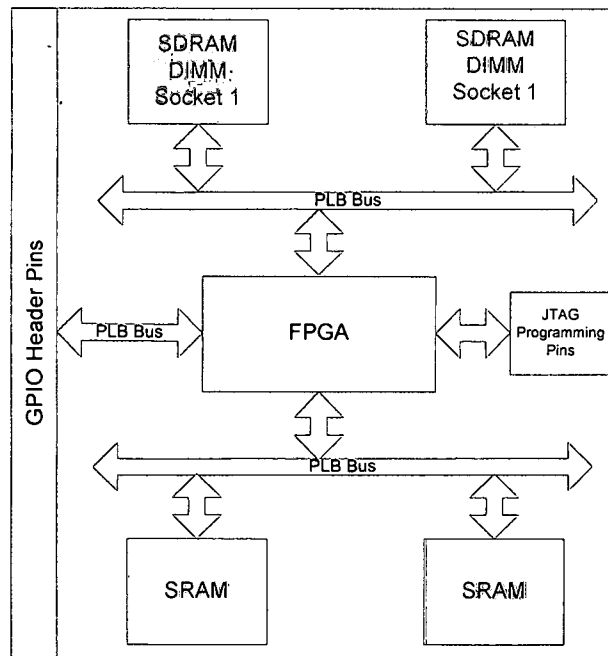 SDRAM
DIMM
Socket 1
SDRAM
DIMM
Socket 1
PLB Bus
GPIO Header Pins
PLB Bus
FPGA
JTAG
Programming
Pins
PLB Bus
SRAM
SRAM